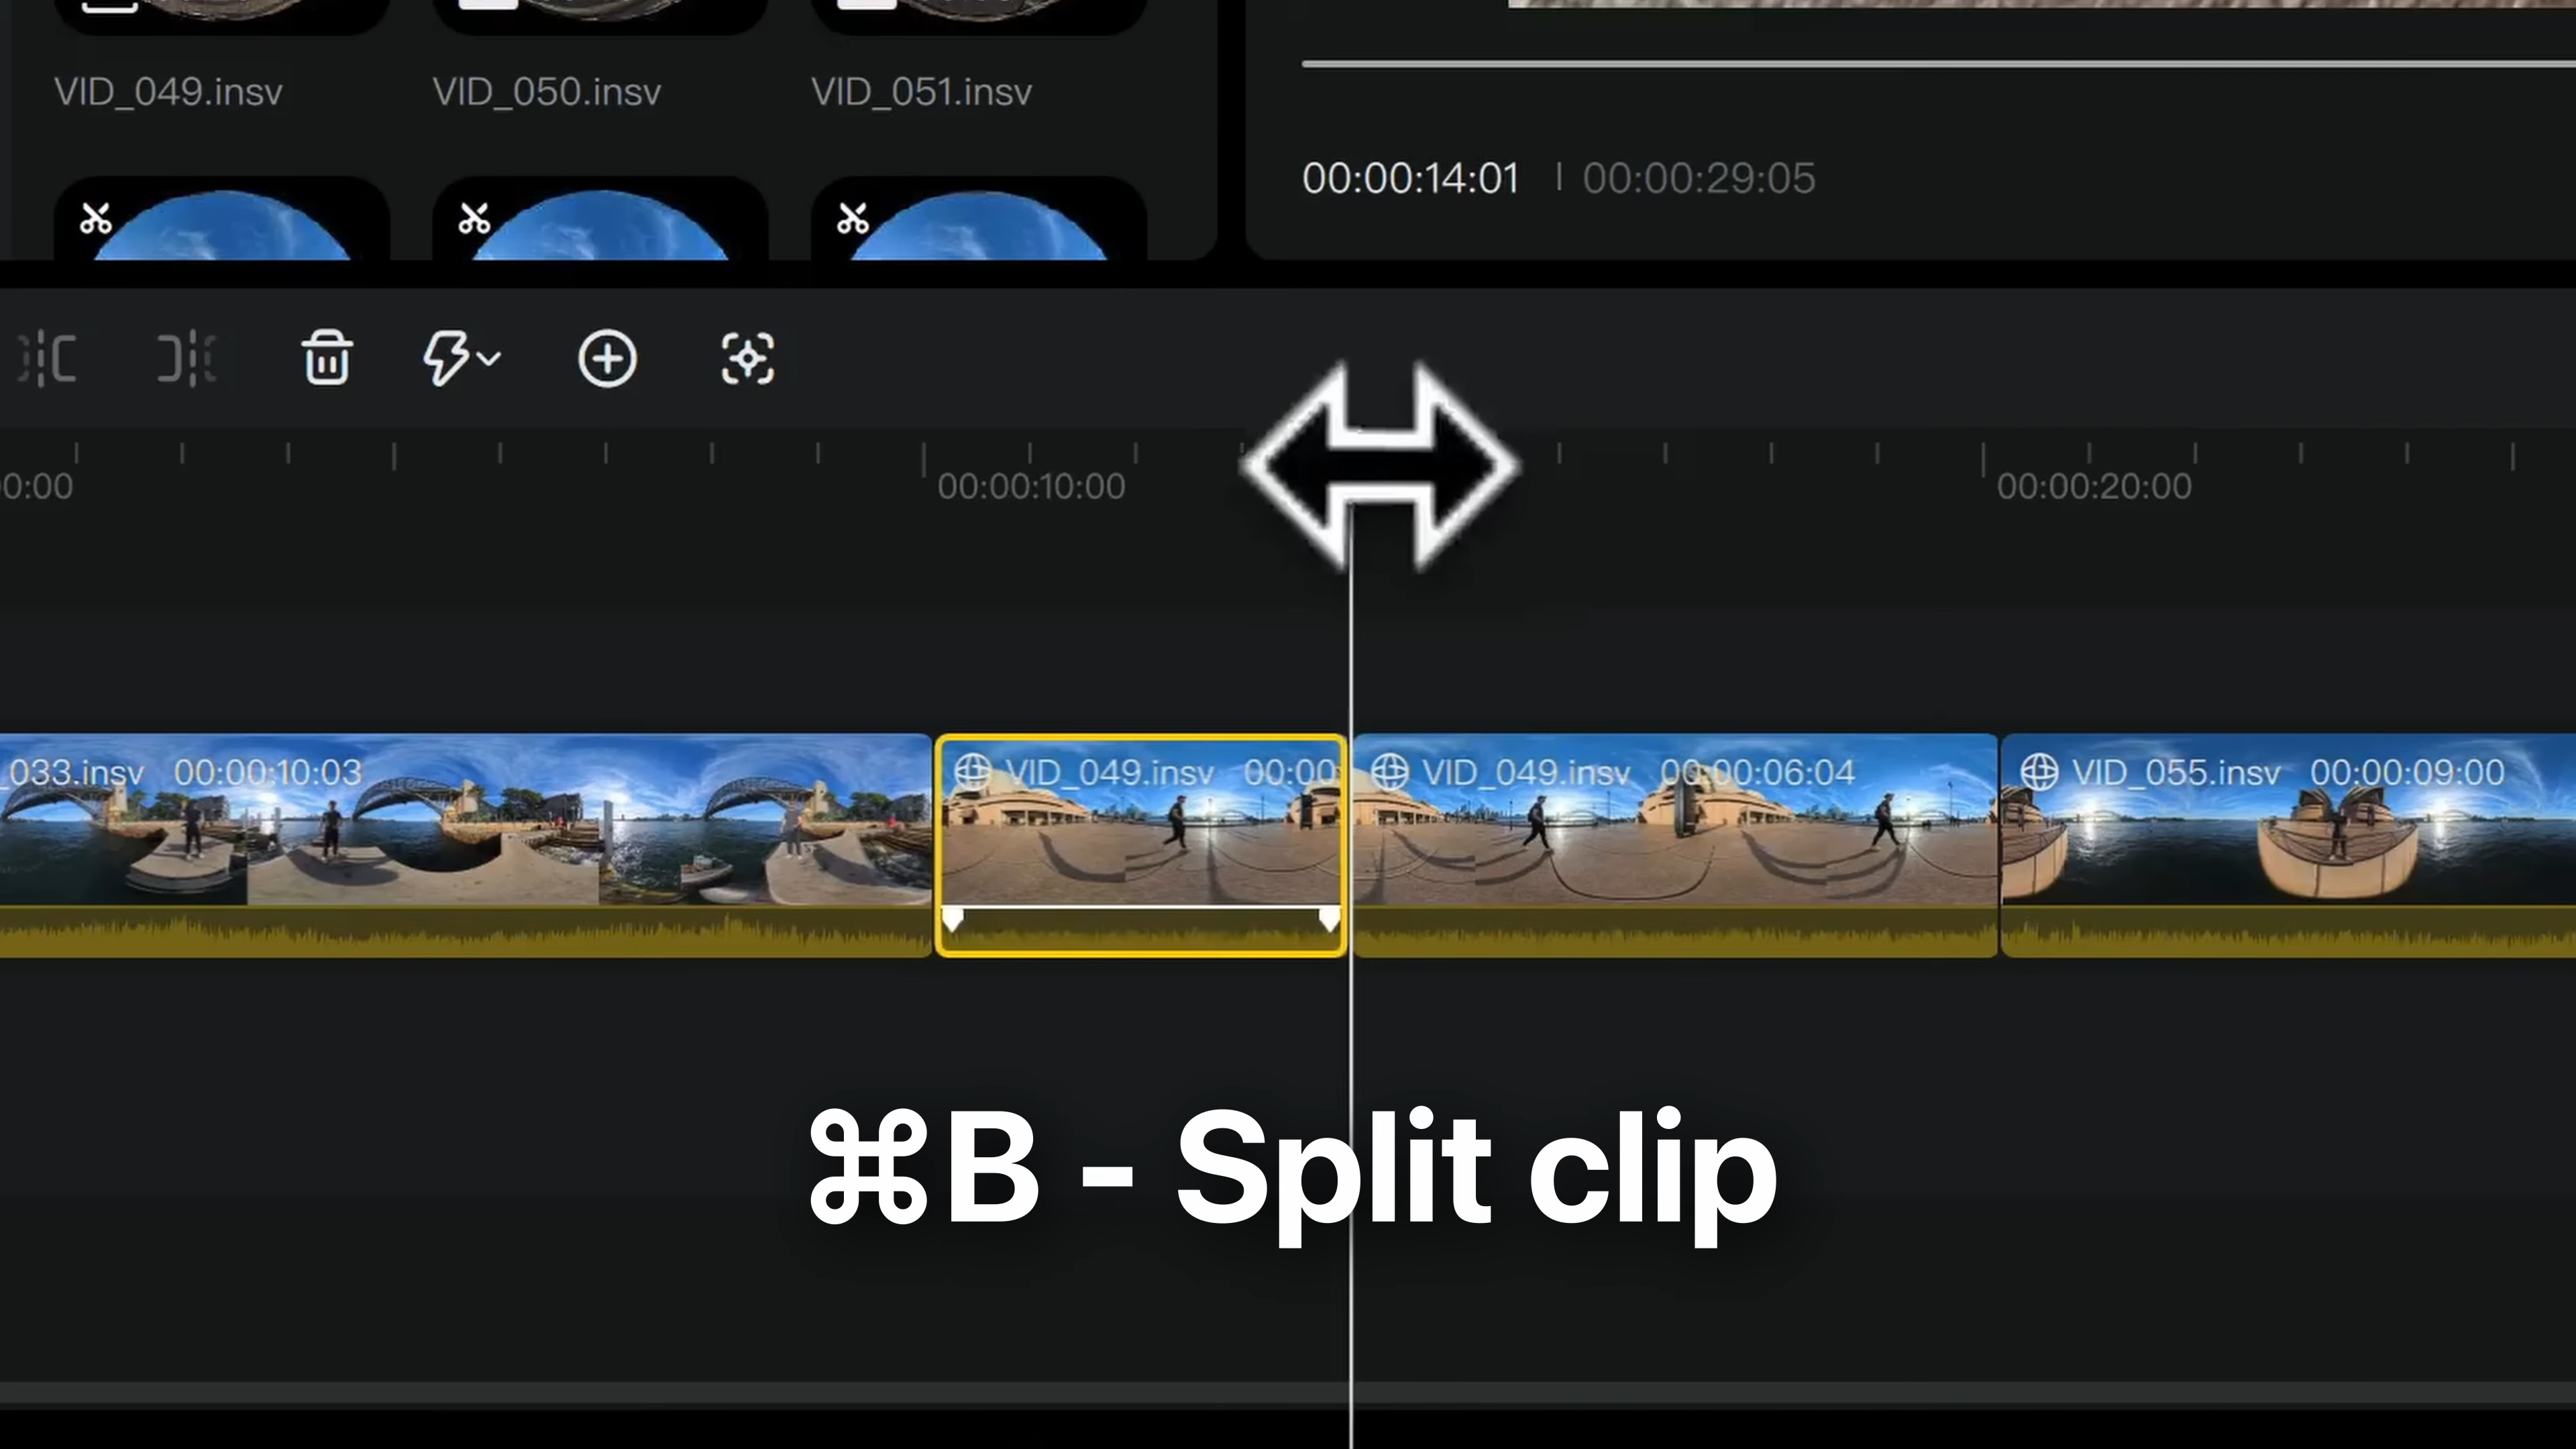 VID_049.insv
VID_050.insv
VID_051.insv
00:00:14:01 | 00:00:29:05
0:00
00:00:10:00
00:00:20:00
_033.insv 00:00:10:03
VID_049.insv 00:00
VID_049.insv 00:00:06:04
VID_055.insv 00:00:09:00
⌘B - Split clip